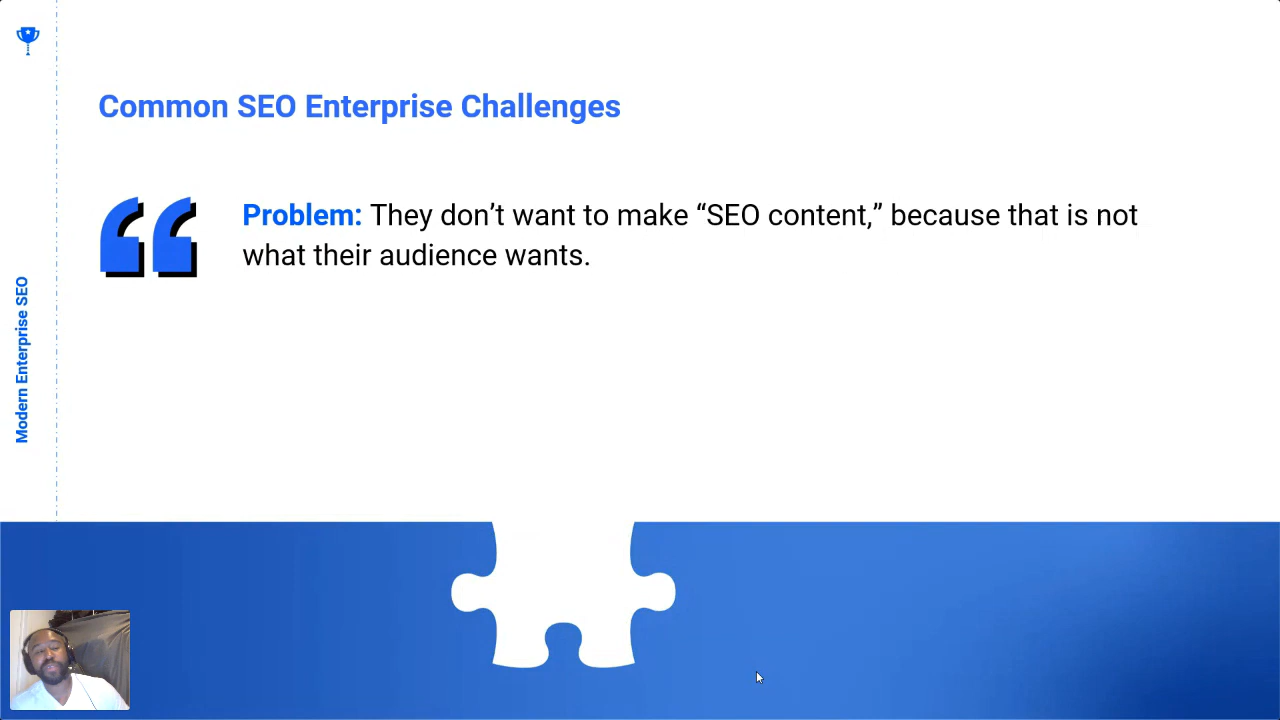 Common SEO Enterprise Challenges
Problem: They don’t want to make “SEO content,” because that is not
what their audience wants.
Modern Enterprise SEO